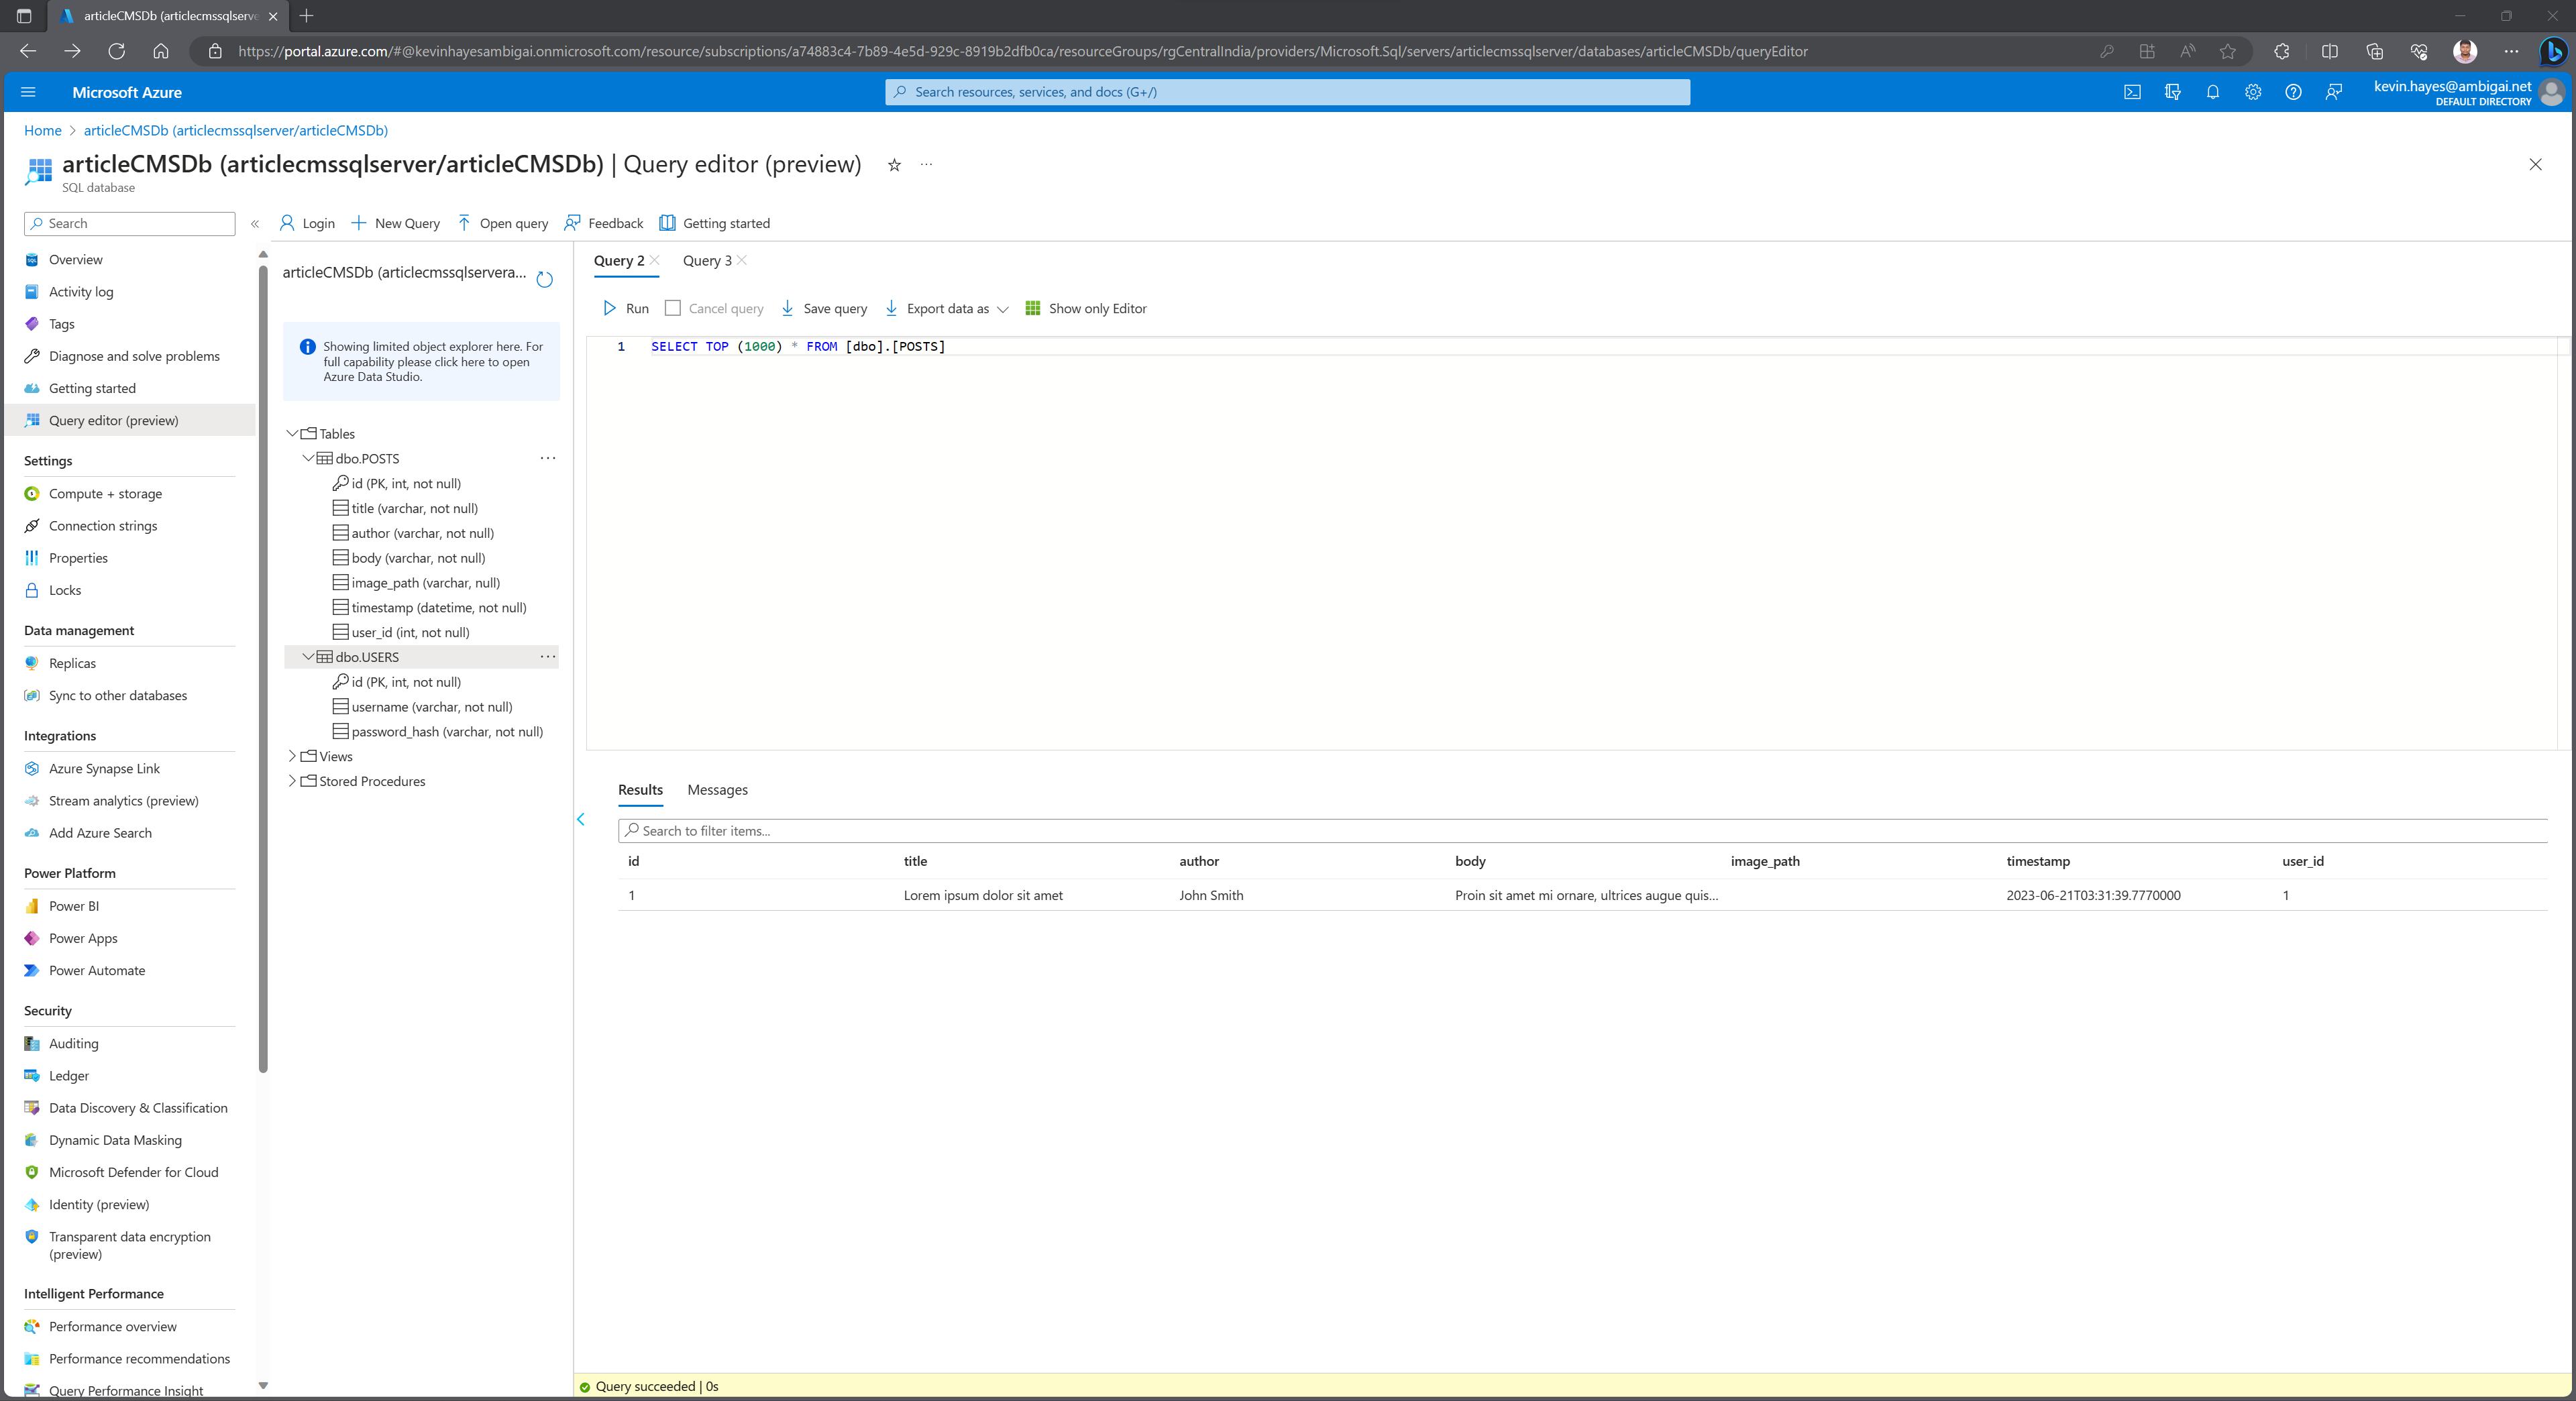 articleCMSDb (articlecmssqlserve
https://portal.azure.com/#@kevinhayesambigai.onmicrosoft.com/resource/subscriptions/a74883c4-7b89-4e5d-929c-8919b2dfb0ca/resourceGroups/rgCentralIndia/providers/Microsoft.Sql/servers/articlecmssqlserver/databases/articleCMSDb/queryEditor
Microsoft Azure
Search resources, services, and docs (G+/)
kevin.hayes@ambigai.net
DEFAULT DIRECTORY
Home > articleCMSDb (articlecmssqlserver/articleCMSDb)
articleCMSDb (articlecmssqlserver/articleCMSDb) | Query editor (preview)
SQL database
Search
Overview
Activity log
Tags
Diagnose and solve problems
Getting started
Query editor (preview)
Settings
Compute + storage
Connection strings
Properties
Locks
Data management
Replicas
Sync to other databases
Integrations
Azure Synapse Link
Stream analytics (preview)
Add Azure Search
Power Platform
Power BI
Power Apps
Power Automate
Security
Auditing
Ledger
Data Discovery & Classification
Dynamic Data Masking
Microsoft Defender for Cloud
Identity (preview)
Transparent data encryption
(preview)
Intelligent Performance
Performance overview
Performance recommendations
Query Performance Insight
Login New Query Open query Feedback Getting started
articleCMSDb (articlecmssqlservera...
Showing limited object explorer here. For
full capability please click here to open
Azure Data Studio.
Tables
dbo.POSTS ...
id (PK, int, not null)
title (varchar, not null)
author (varchar, not null)
body (varchar, not null)
image_path (varchar, null)
timestamp (datetime, not null)
user_id (int, not null)
dbo.USERS ...
id (PK, int, not null)
username (varchar, not null)
password_hash (varchar, not null)
Views
Stored Procedures
Query 2 Query 3
Run Cancel query Save query Export data as Show only Editor
1 SELECT TOP (1000) * FROM [dbo].[POSTS]
Results Messages
Search to filter items...
id title author body image_path timestamp user_id
1 Lorem ipsum dolor sit amet John Smith Proin sit amet mi ornare, ultrices augue quis... 2023-06-21T03:31:39.7770000 1
Query succeeded | 0s